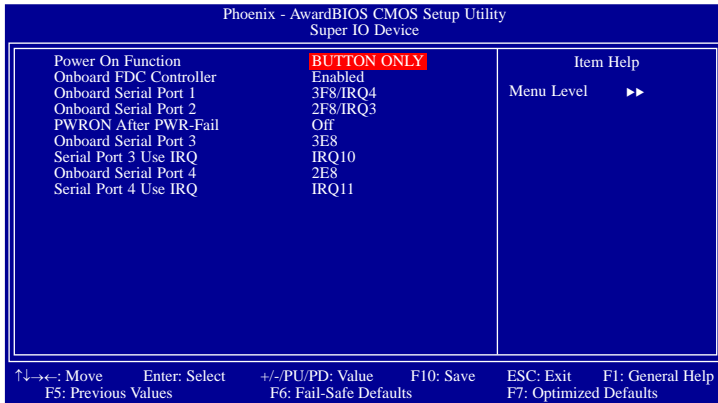 Phoenix - AwardBIOS CMOS Setup Utility
Super IO Device
Power On Function BUTTON ONLY
Onboard FDC Controller Enabled
Onboard Serial Port 1 3F8/IRQ4
Onboard Serial Port 2 2F8/IRQ3
PWRON After PWR-Fail Off
Onboard Serial Port 3 3E8
Serial Port 3 Use IRQ IRQ10
Onboard Serial Port 4 2E8
Serial Port 4 Use IRQ IRQ11
Item Help
Menu Level ▶▶
↑↓→←: Move Enter: Select +/-/PU/PD: Value F10: Save ESC: Exit F1: General Help
F5: Previous Values F6: Fail-Safe Defaults F7: Optimized Defaults